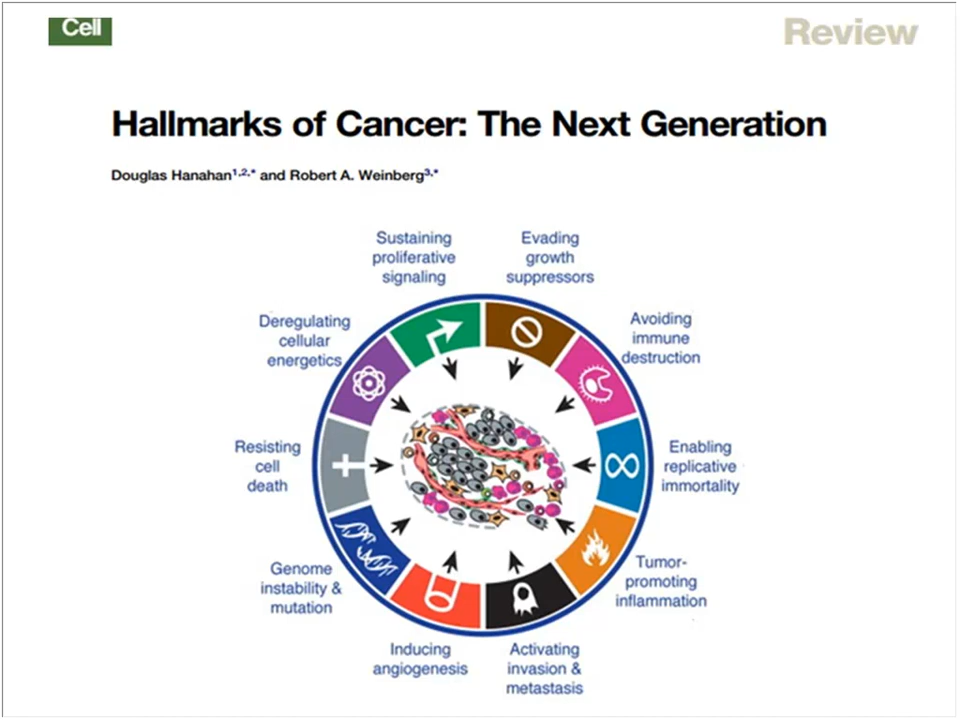 Cell
Review
Hallmarks of Cancer: The Next Generation
Douglas Hanahan1,2,* and Robert A. Weinberg3,*
Sustaining
proliferative
signaling
Evading
growth
suppressors
Deregulating
cellular
energetics
Avoiding
immune
destruction
Resisting
cell
death
Enabling
replicative
immortality
Genome
instability &
mutation
Tumor-
promoting
inflammation
Inducing
angiogenesis
Activating
invasion &
metastasis